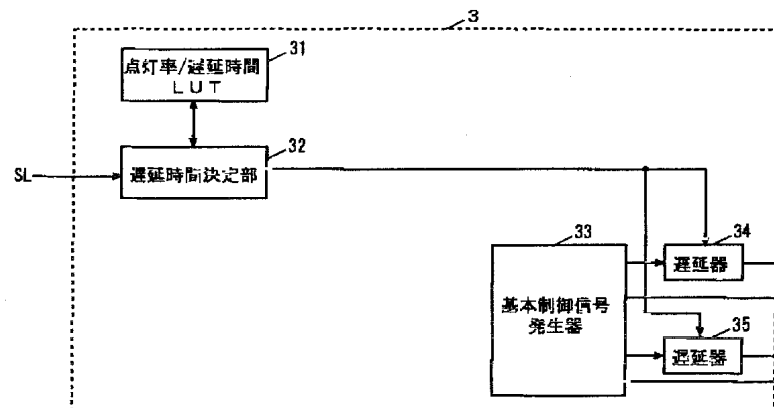 3
31
点灯率/遅延時間
LUT
32
SL
遅延時間決定部
33
34
遅延器
基本制御信号
発生器
35
遅延器